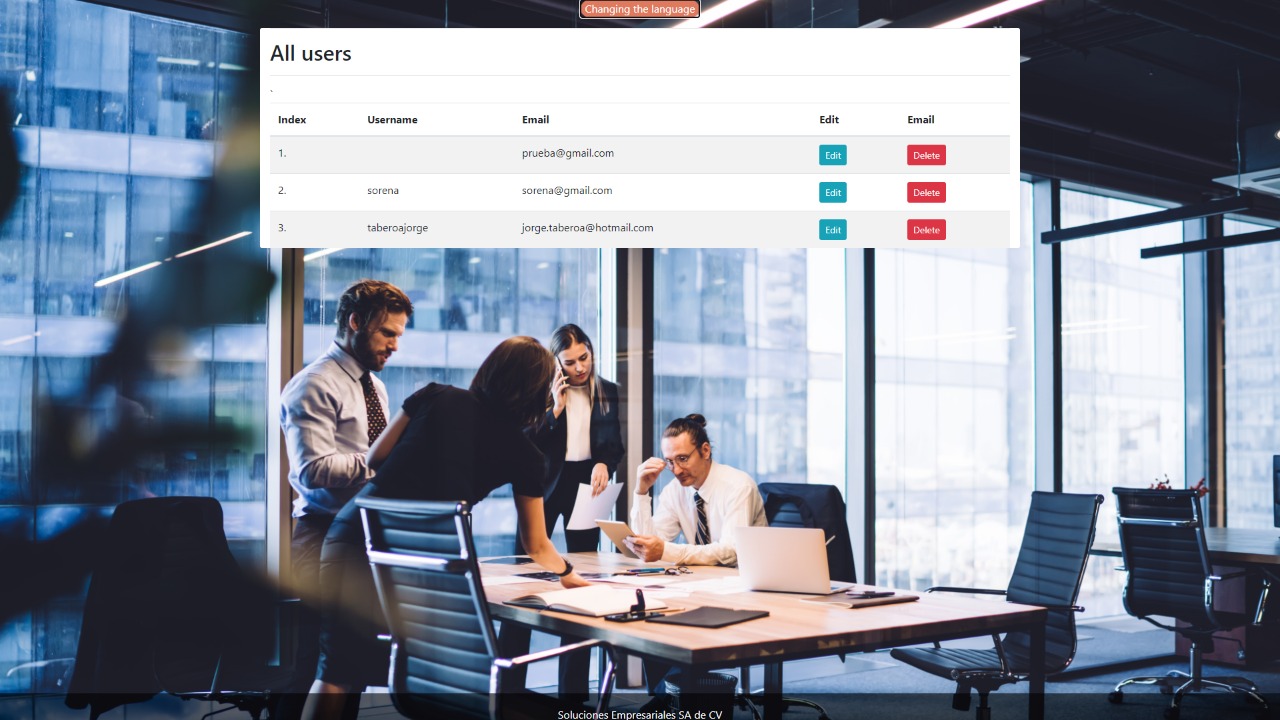 Changing the language
All users
.
Index Username Email Edit Email
1. prueba@gmail.com Edit Delete
2. sorena sorena@gmail.com Edit Delete
3. taberoajorge jorge.taberoa@hotmail.com Edit Delete
Soluciones Empresariales SA de CV